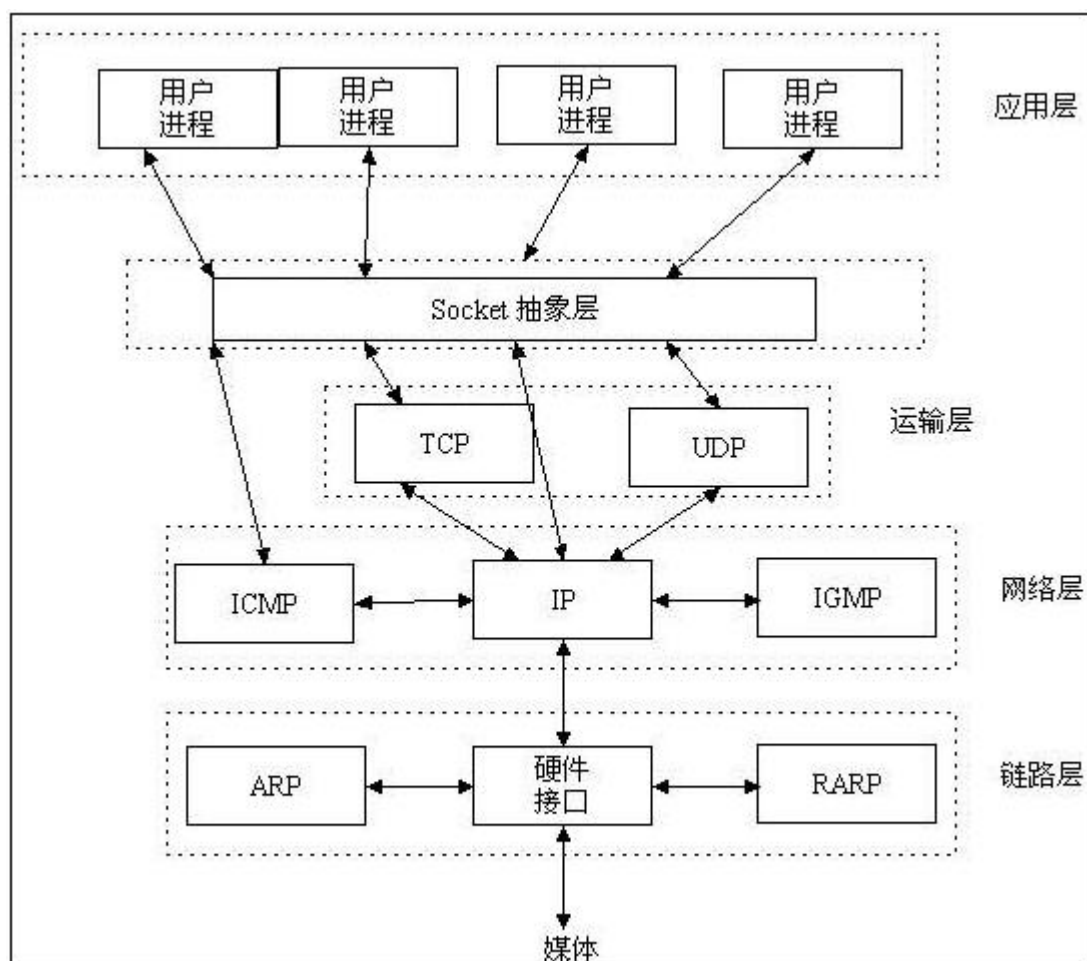 用户
进程
用户
进程
用户
进程
用户
进程
应用层
Socket 抽象层
TCP
UDP
运输层
ICMP
IP
IGMP
网络层
ARP
硬件
接口
RARP
链路层
媒体